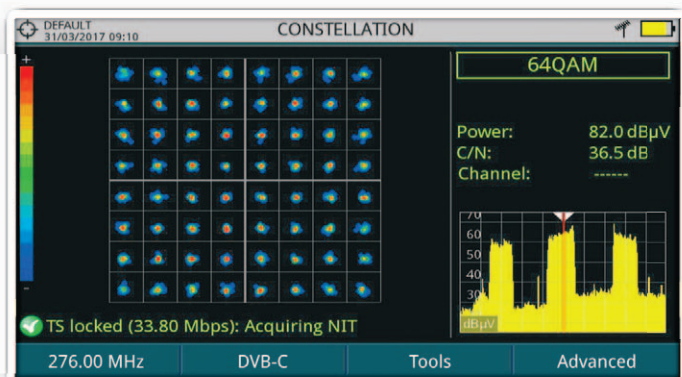 DEFAULT
31/03/2017 09:10
CONSTELLATION
+
64QAM
Power: 82.0 dBµV
C/N: 36.5 dB
Channel: ------
70
60
50
40
30
dBµV
-
TS locked (33.80 Mbps): Acquiring NIT
276.00 MHz
DVB-C
Tools
Advanced